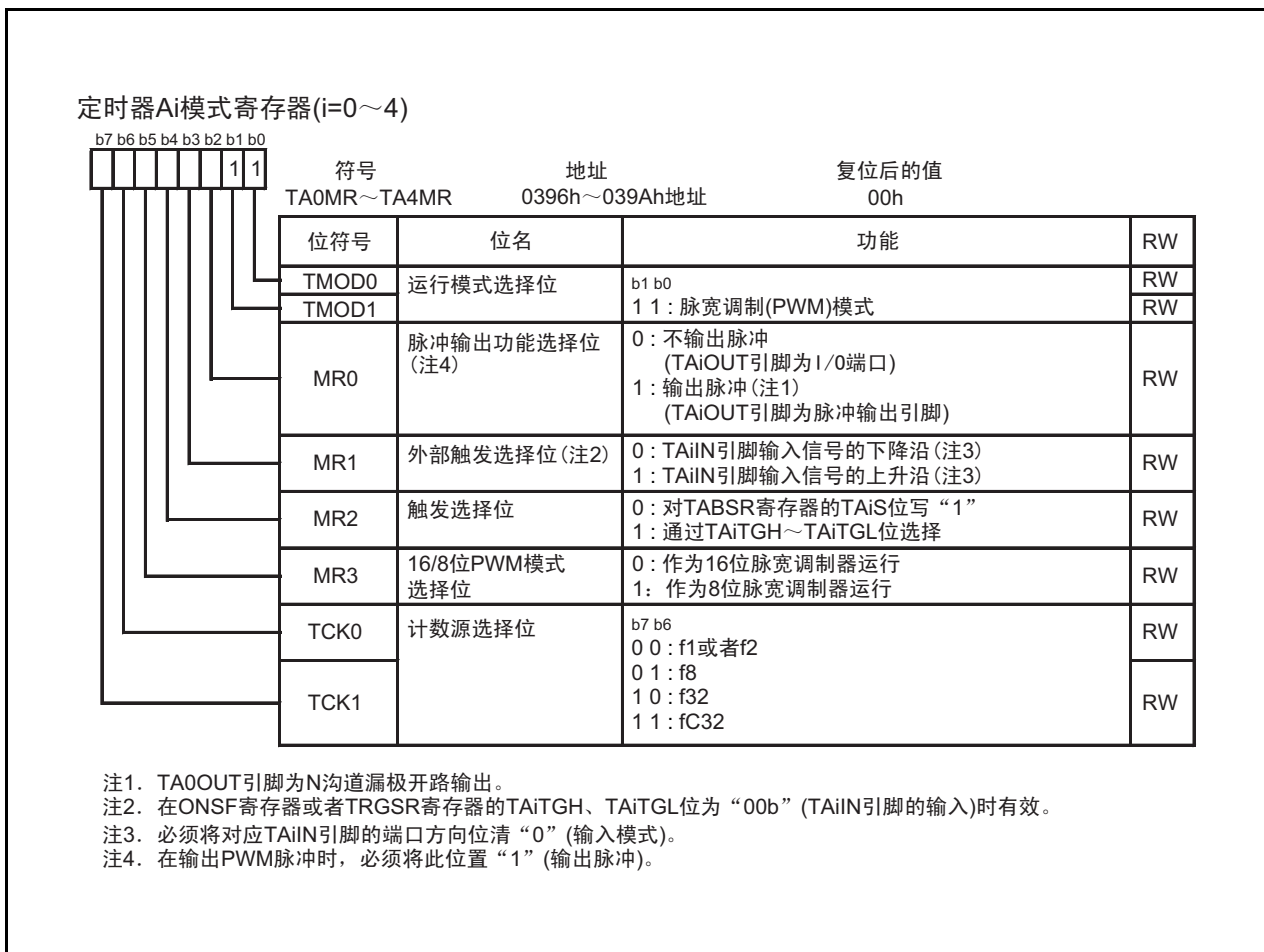 定时器Ai模式寄存器(i=0～4)
b7 b6 b5 b4 b3 b2 b1 b0
1 1
符号 地址 复位后的值
TA0MR～TA4MR 0396h～039Ah地址 00h
位符号 位名 功能 RW
TMOD0 运行模式选择位 b1 b0 RW
TMOD1 1 1 : 脉宽调制(PWM)模式 RW
MR0 脉冲输出功能选择位 0 : 不输出脉冲 RW
(注4) (TAiOUT引脚为I/0端口)
1 : 输出脉冲(注1)
(TAiOUT引脚为脉冲输出引脚)
MR1 外部触发选择位(注2) 0 : TAiIN引脚输入信号的下降沿(注3) RW
1 : TAiIN引脚输入信号的上升沿(注3)
MR2 触发选择位 0 : 对TABSR寄存器的TAiS位写“1” RW
1 : 通过TAiTGH～TAiTGL位选择
MR3 16/8位PWM模式 0 : 作为16位脉宽调制器运行 RW
选择位 1：作为8位脉宽调制器运行
TCK0 计数源选择位 b7 b6 RW
0 0 : f1或者f2
0 1 : f8
TCK1 1 0 : f32 RW
1 1 : fC32
注1. TA0OUT引脚为N沟道漏极开路输出。
注2. 在ONSF寄存器或者TRGSR寄存器的TAiTGH、TAiTGL位为“00b”(TAiIN引脚的输入)时有效。
注3. 必须将对应TAiIN引脚的端口方向位清“0”(输入模式)。
注4. 在输出PWM脉冲时，必须将此位置“1”(输出脉冲)。